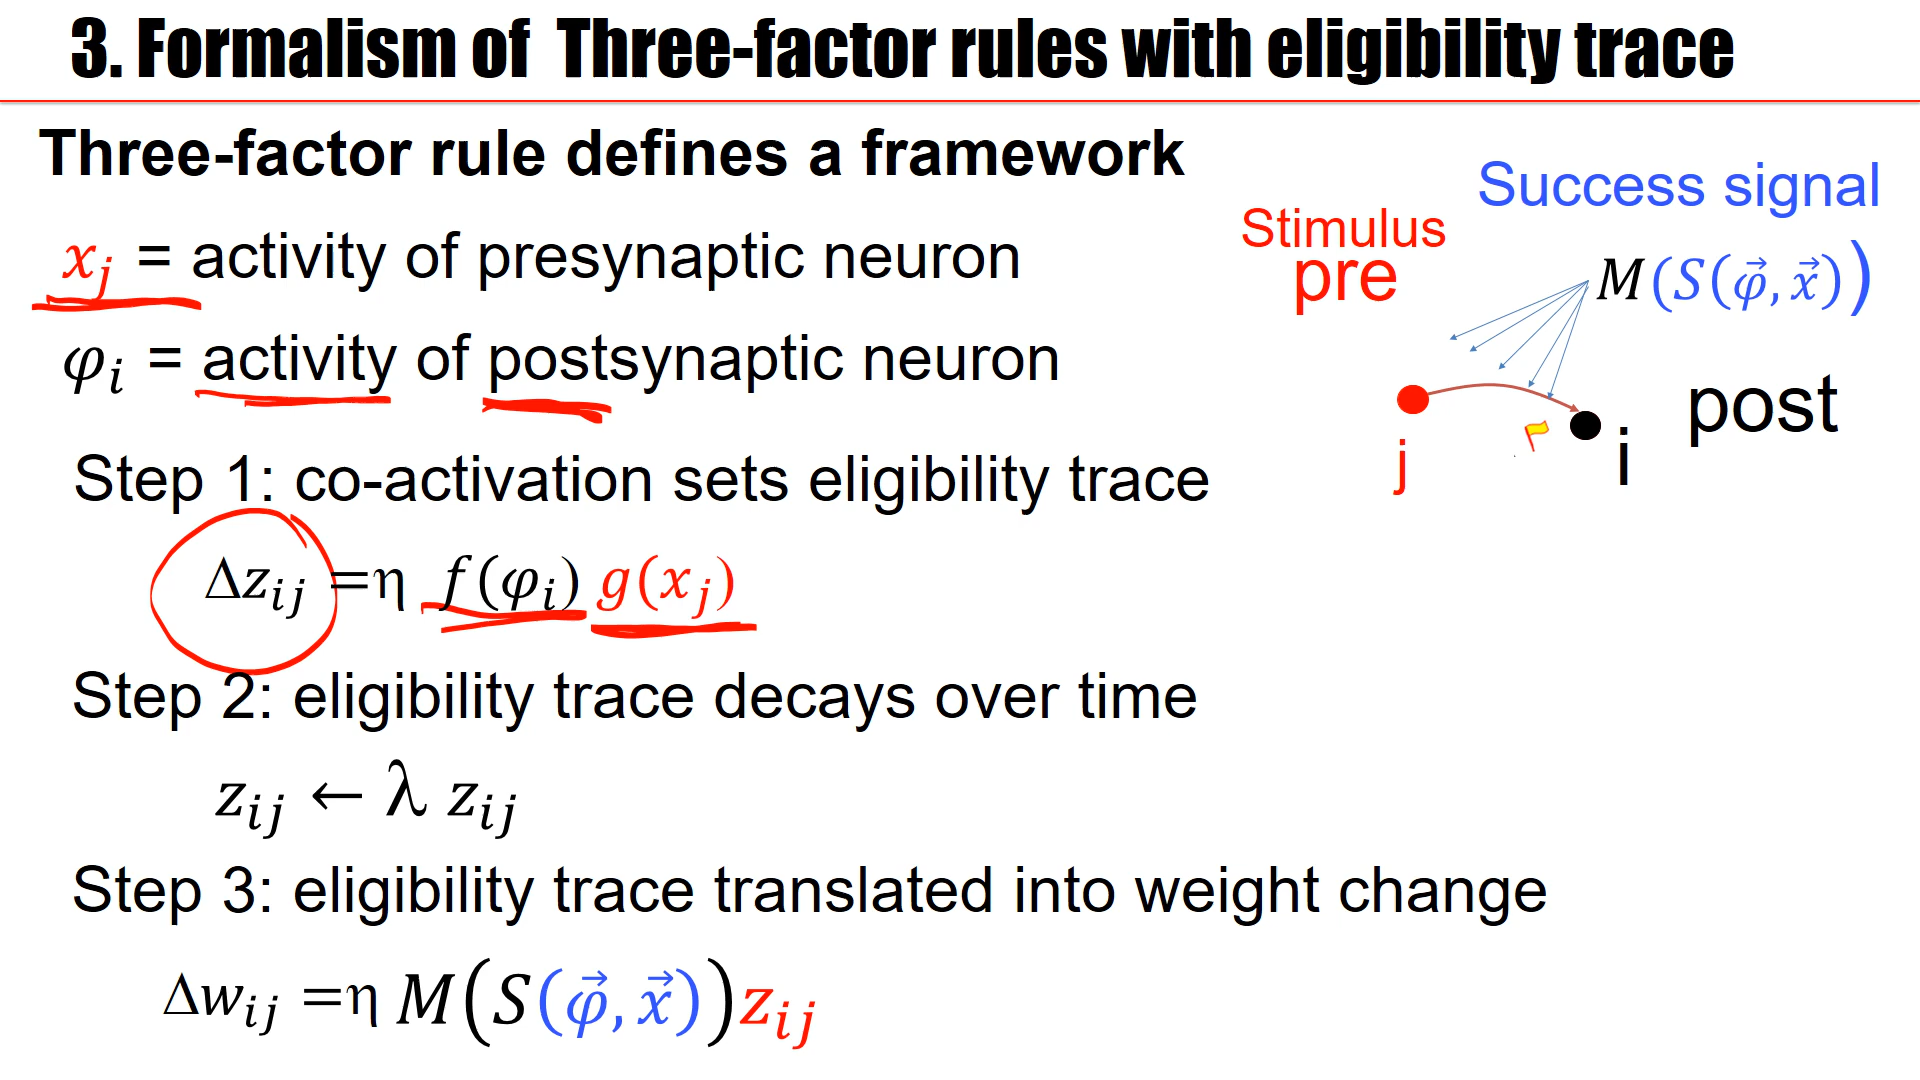 3. Formalism of Three-factor rules with eligibility trace
Three-factor rule defines a framework
Success signal
Stimulus
pre
x_j = activity of presynaptic neuron
M(S(φ⃗, x⃗))
φ_i = activity of postsynaptic neuron
post
j
i
Step 1: co-activation sets eligibility trace
Δz_ij =η f(φ_i) g(x_j)
Step 2: eligibility trace decays over time
z_ij ← λ z_ij
Step 3: eligibility trace translated into weight change
Δw_ij =η M(S(φ⃗, x⃗))z_ij